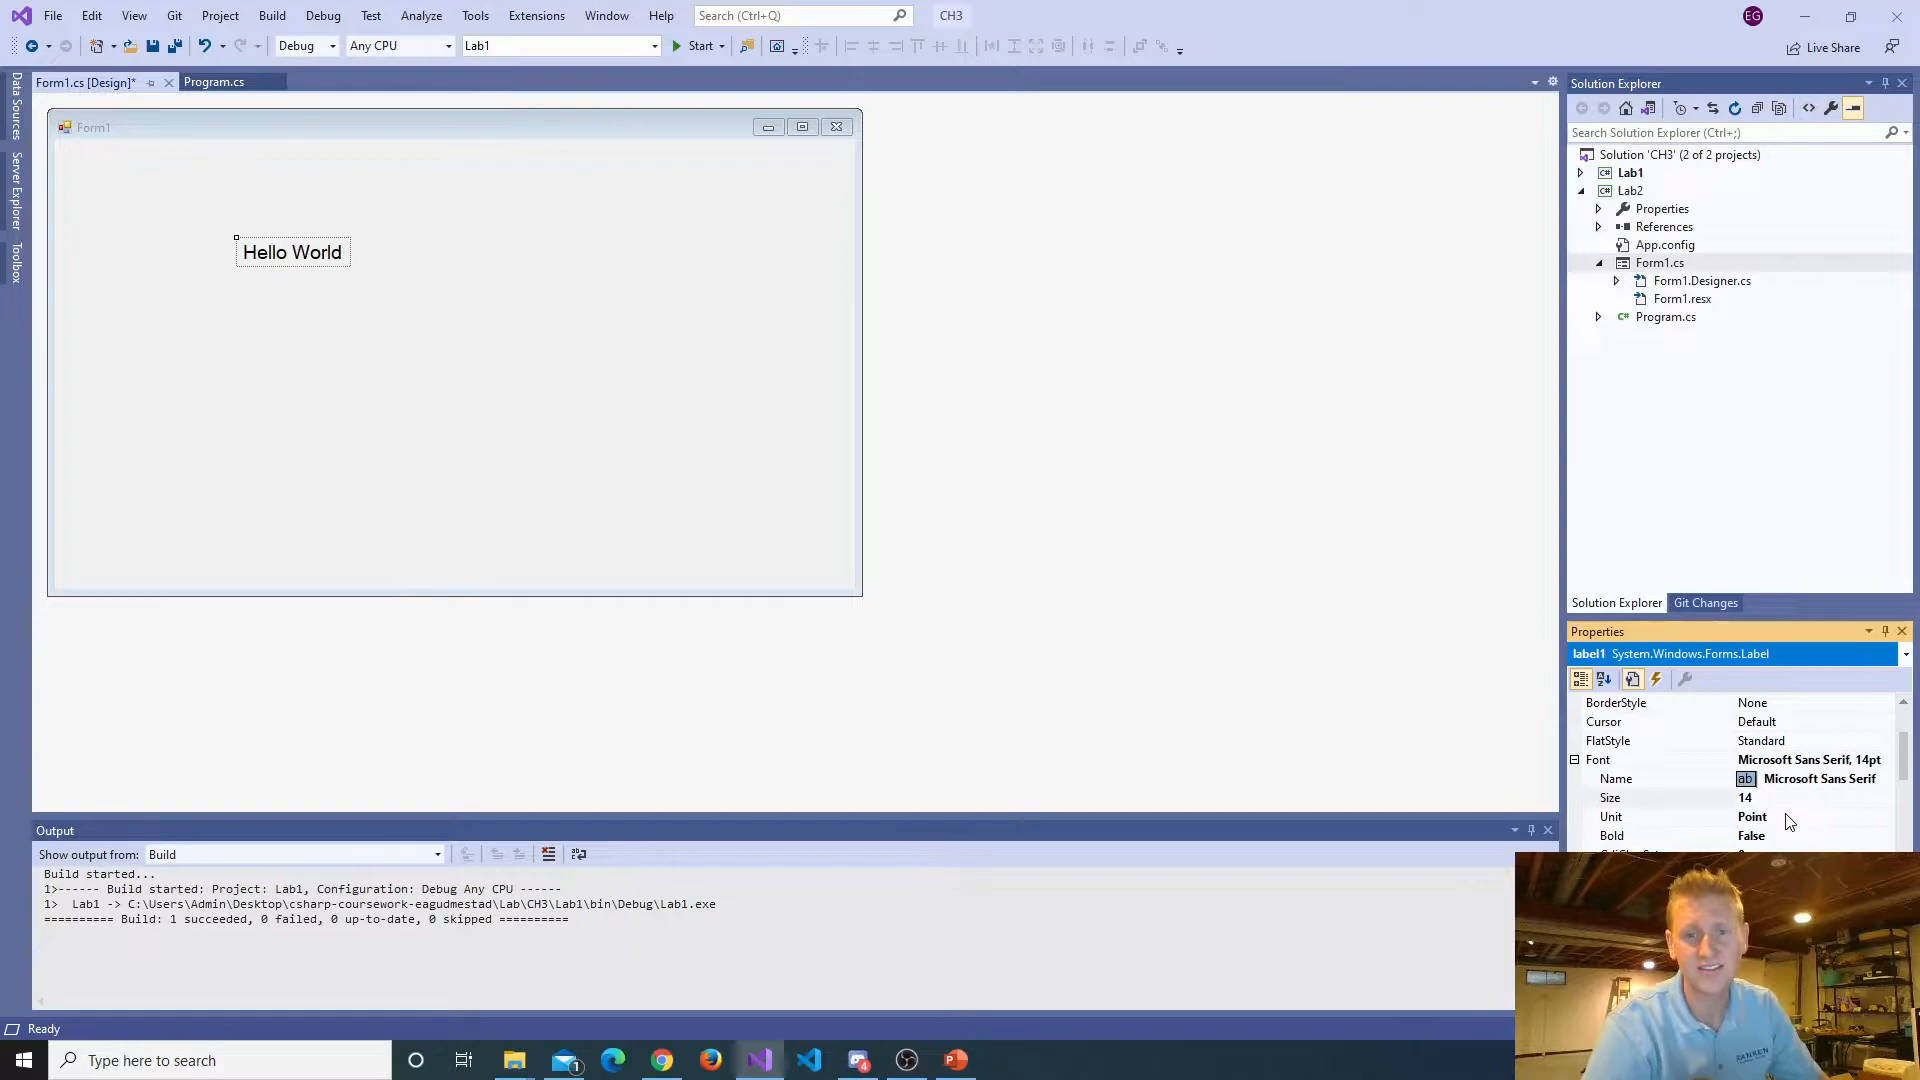 File Edit View Git Project Build Debug Test Analyze Tools Extensions Window Help Search (Ctrl+Q) CH3 EG
Debug Any CPU Lab1 Start Live Share
Form1.cs [Design]* Program.cs
Data Sources
Server Explorer
Toolbox
Form1
Hello World
Solution Explorer
Search Solution Explorer (Ctrl+;)
Solution 'CH3' (2 of 2 projects)
C# Lab1
C# Lab2
Properties
References
App.config
Form1.cs
Form1.Designer.cs
Form1.resx
C# Program.cs
Solution Explorer Git Changes
Properties
label1 System.Windows.Forms.Label
BorderStyle None
Cursor Default
FlatStyle Standard
Font Microsoft Sans Serif, 14pt
Name ab Microsoft Sans Serif
Size 14
Unit Point
Bold False
Output
Show output from: Build
Build started...
1>------ Build started: Project: Lab1, Configuration: Debug Any CPU ------
1>  Lab1 -> C:\Users\Admin\Desktop\csharp-coursework-eagudmestad\Lab\CH3\Lab1\bin\Debug\Lab1.exe
========== Build: 1 succeeded, 0 failed, 0 up-to-date, 0 skipped ==========
Ready
Type here to search 1 4
RANKEN